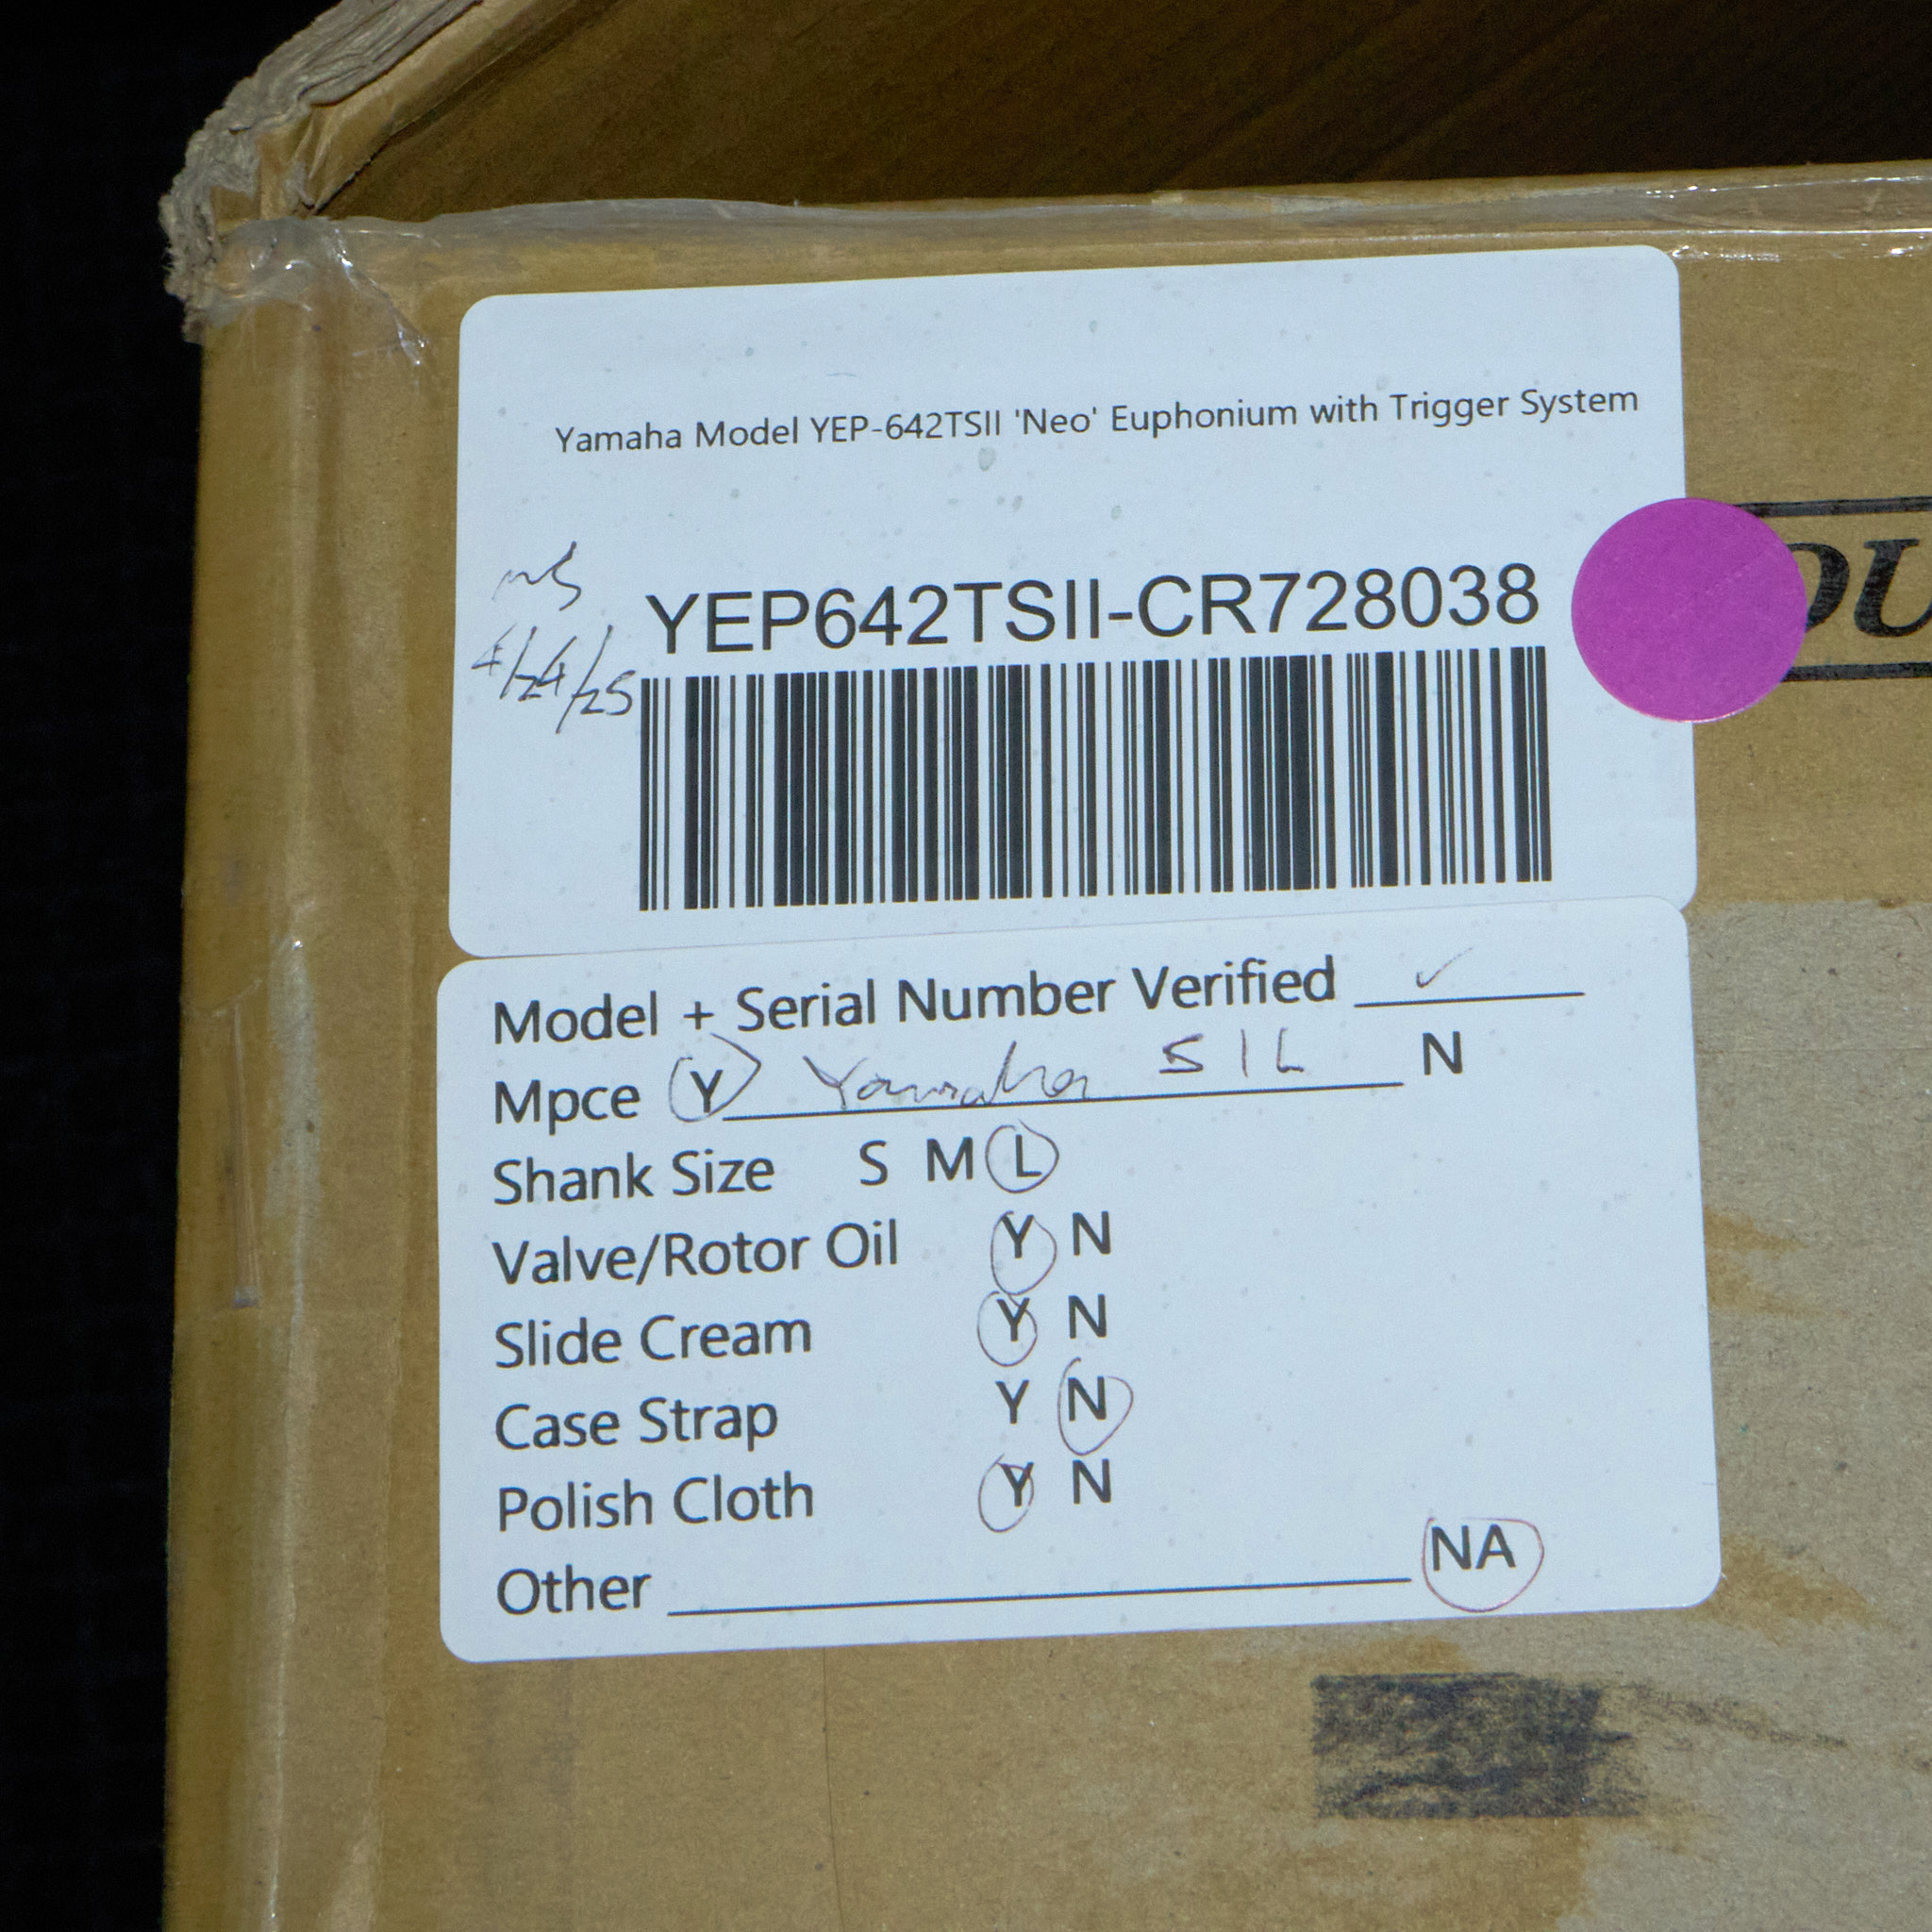 Yamaha Model YEP-642TSII 'Neo' Euphonium with Trigger System
YEP642TSII-CR728038
4/24/25
Model + Serial Number Verified ✓
Mpce Y Yamaha 51L N
Shank Size S M L
Valve/Rotor Oil Y N
Slide Cream Y N
Case Strap Y N
Polish Cloth Y N
Other NA